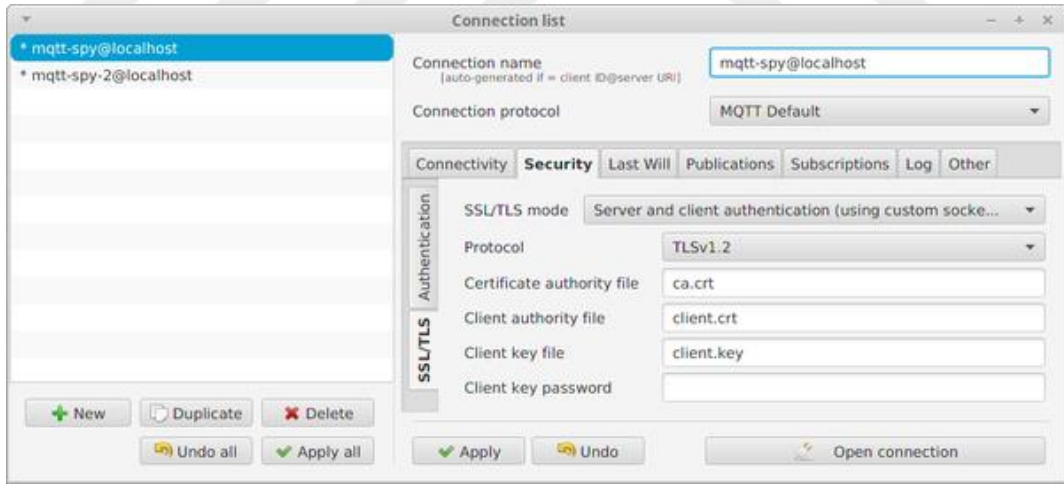 Connection list
* mqtt-spy@localhost
* mqtt-spy-2@localhost
New
Duplicate
Delete
Undo all
Apply all
Connection name
[auto-generated if = client ID@server URI]
mqtt-spy@localhost
Connection protocol
MQTT Default
Connectivity Security Last Will Publications Subscriptions Log Other
Authentication
SSL/TLS
SSL/TLS mode Server and client authentication (using custom socke...
Protocol TLSv1.2
Certificate authority file ca.crt
Client authority file client.crt
Client key file client.key
Client key password
Apply
Undo
Open connection